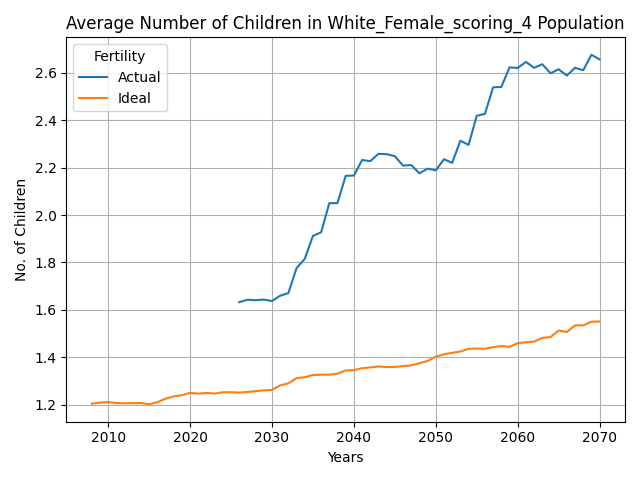 Average Number of Children in White_Female_scoring_4 Population
Fertility
Actual
Ideal
No. of Children
2.6
2.4
2.2
2.0
1.8
1.6
1.4
1.2
2010 2020 2030 2040 2050 2060 2070
Years